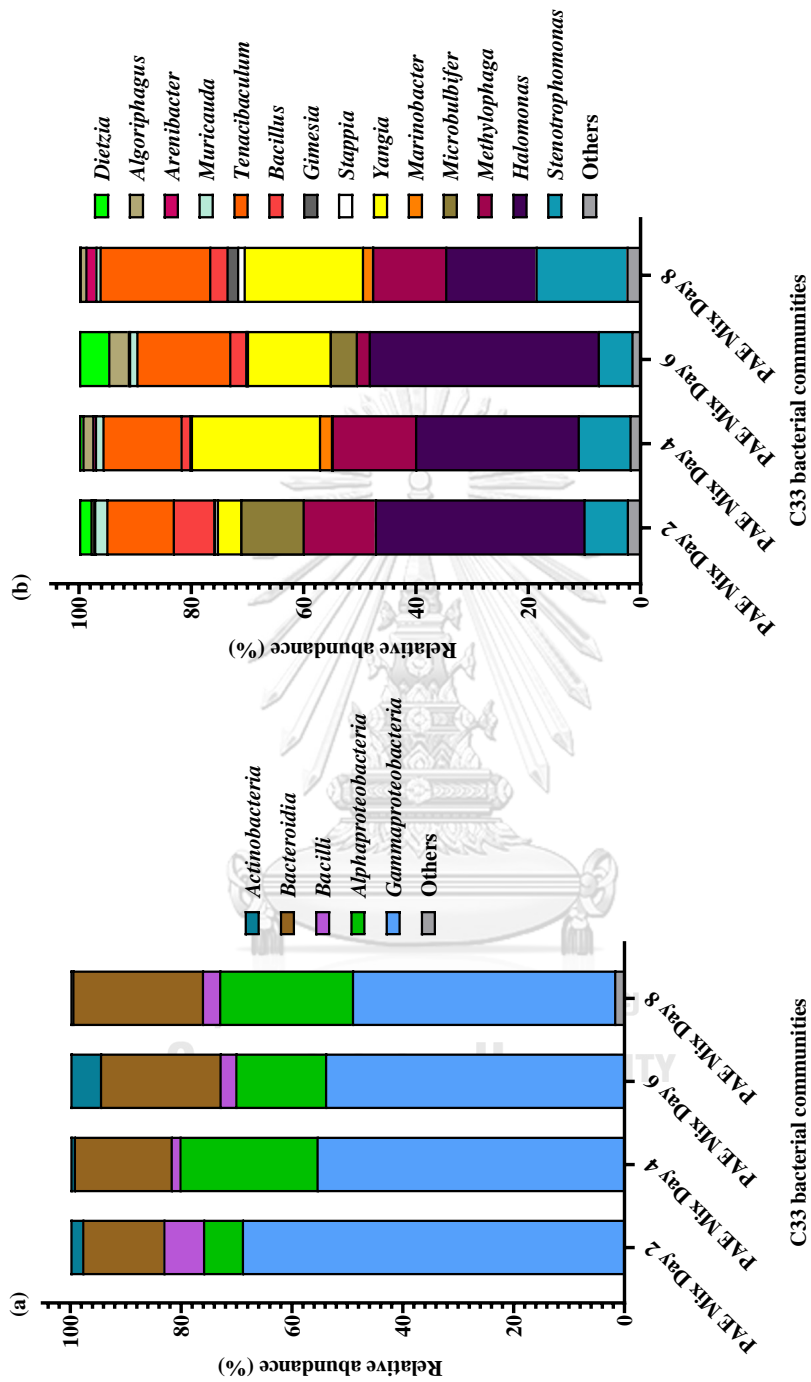 (a)
Relative abundance (%)
100
80
60
40
20
0
PAE Mix Day 2
PAE Mix Day 4
PAE Mix Day 6
PAE Mix Day 8
C33 bacterial communities
Actinobacteria
Bacteroidia
Bacilli
Alphaproteobacteria
Gammaproteobacteria
Others
(b)
Relative abundance (%)
100
80
60
40
20
0
PAE Mix Day 2
PAE Mix Day 4
PAE Mix Day 6
PAE Mix Day 8
C33 bacterial communities
Dietzia
Algoriphagus
Arenibacter
Muricauda
Tenacibaculum
Bacillus
Gimesia
Stappia
Yangia
Marinobacter
Microbulbifer
Methylophaga
Halomonas
Stenotrophomonas
Others